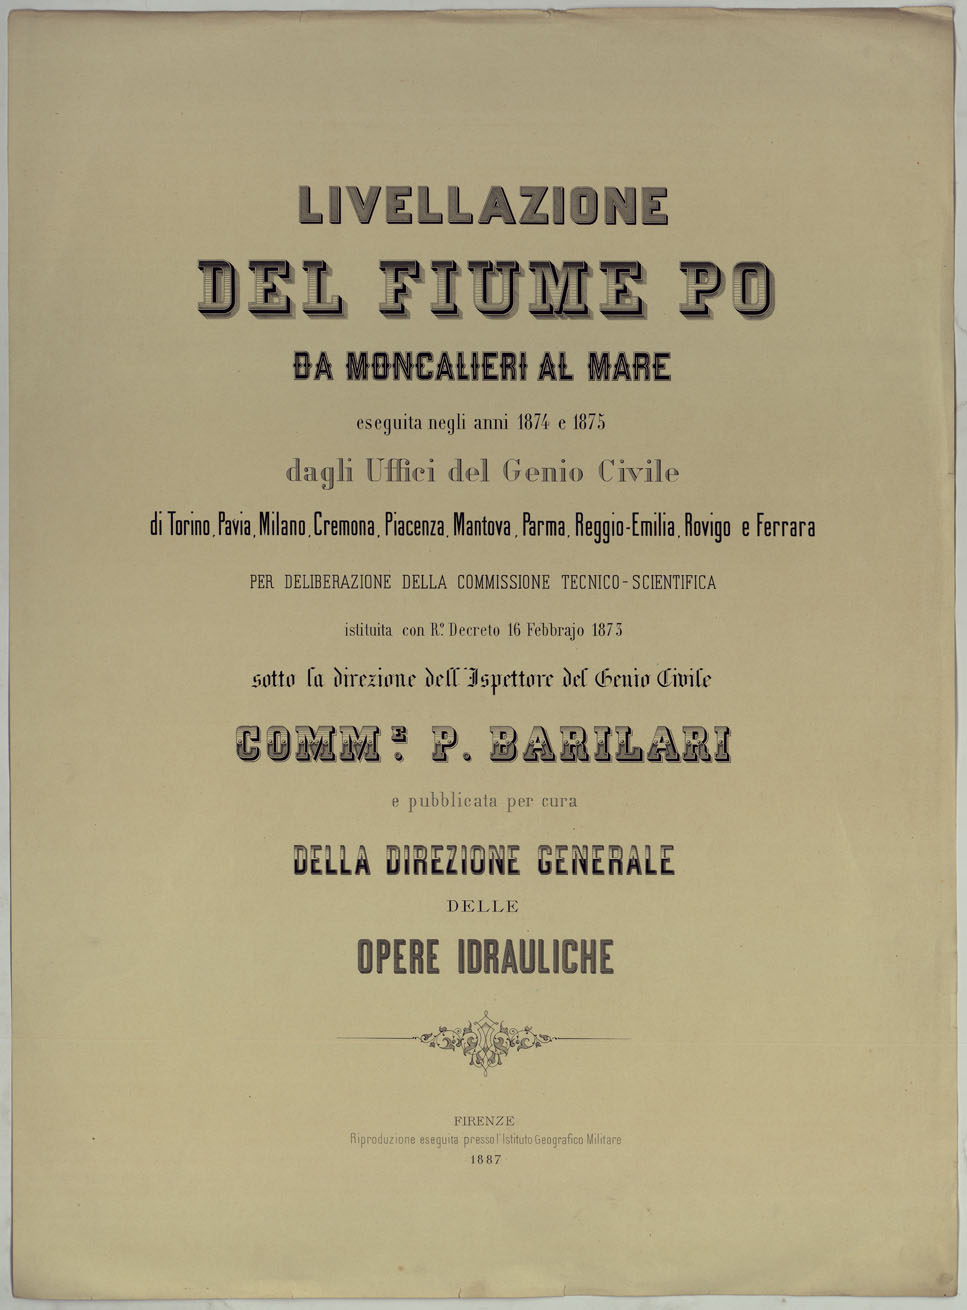 LIVELLAZIONE
DEL FIUME PO
DA MONCALIERI AL MARE
eseguita negli anni 1874 e 1875
dagli Uffici del Genio Civile
di Torino, Pavia, Milano, Cremona, Piacenza, Mantova, Parma, Reggio-Emilia, Rovigo e Ferrara
PER DELIBERAZIONE DELLA COMMISSIONE TECNICO-SCIENTIFICA
istituita con R.º Decreto 16 Febbrajo 1873
sotto la direzione dell'Ispettore del Genio Civile
COMM.E P. BARILARI
e pubblicata per cura
DELLA DIREZIONE GENERALE
DELLE
OPERE IDRAULICHE
FIRENZE
Riproduzione eseguita presso l'Istituto Geografico Militare
1887